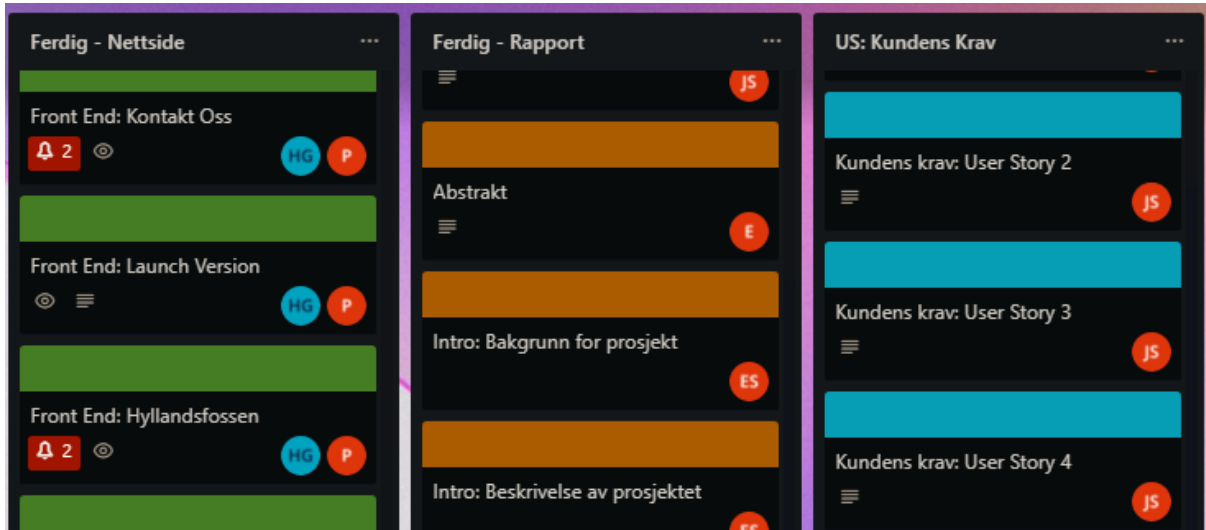 Ferdig - Nettside
Front End: Kontakt Oss
2
HG P
Front End: Launch Version
HG P
Front End: Hyllandsfossen
2
HG P
Ferdig - Rapport
JS
Abstrakt
E
Intro: Bakgrunn for prosjekt
ES
Intro: Beskrivelse av prosjektet
ES
US: Kundens Krav
Kundens krav: User Story 2
JS
Kundens krav: User Story 3
JS
Kundens krav: User Story 4
JS